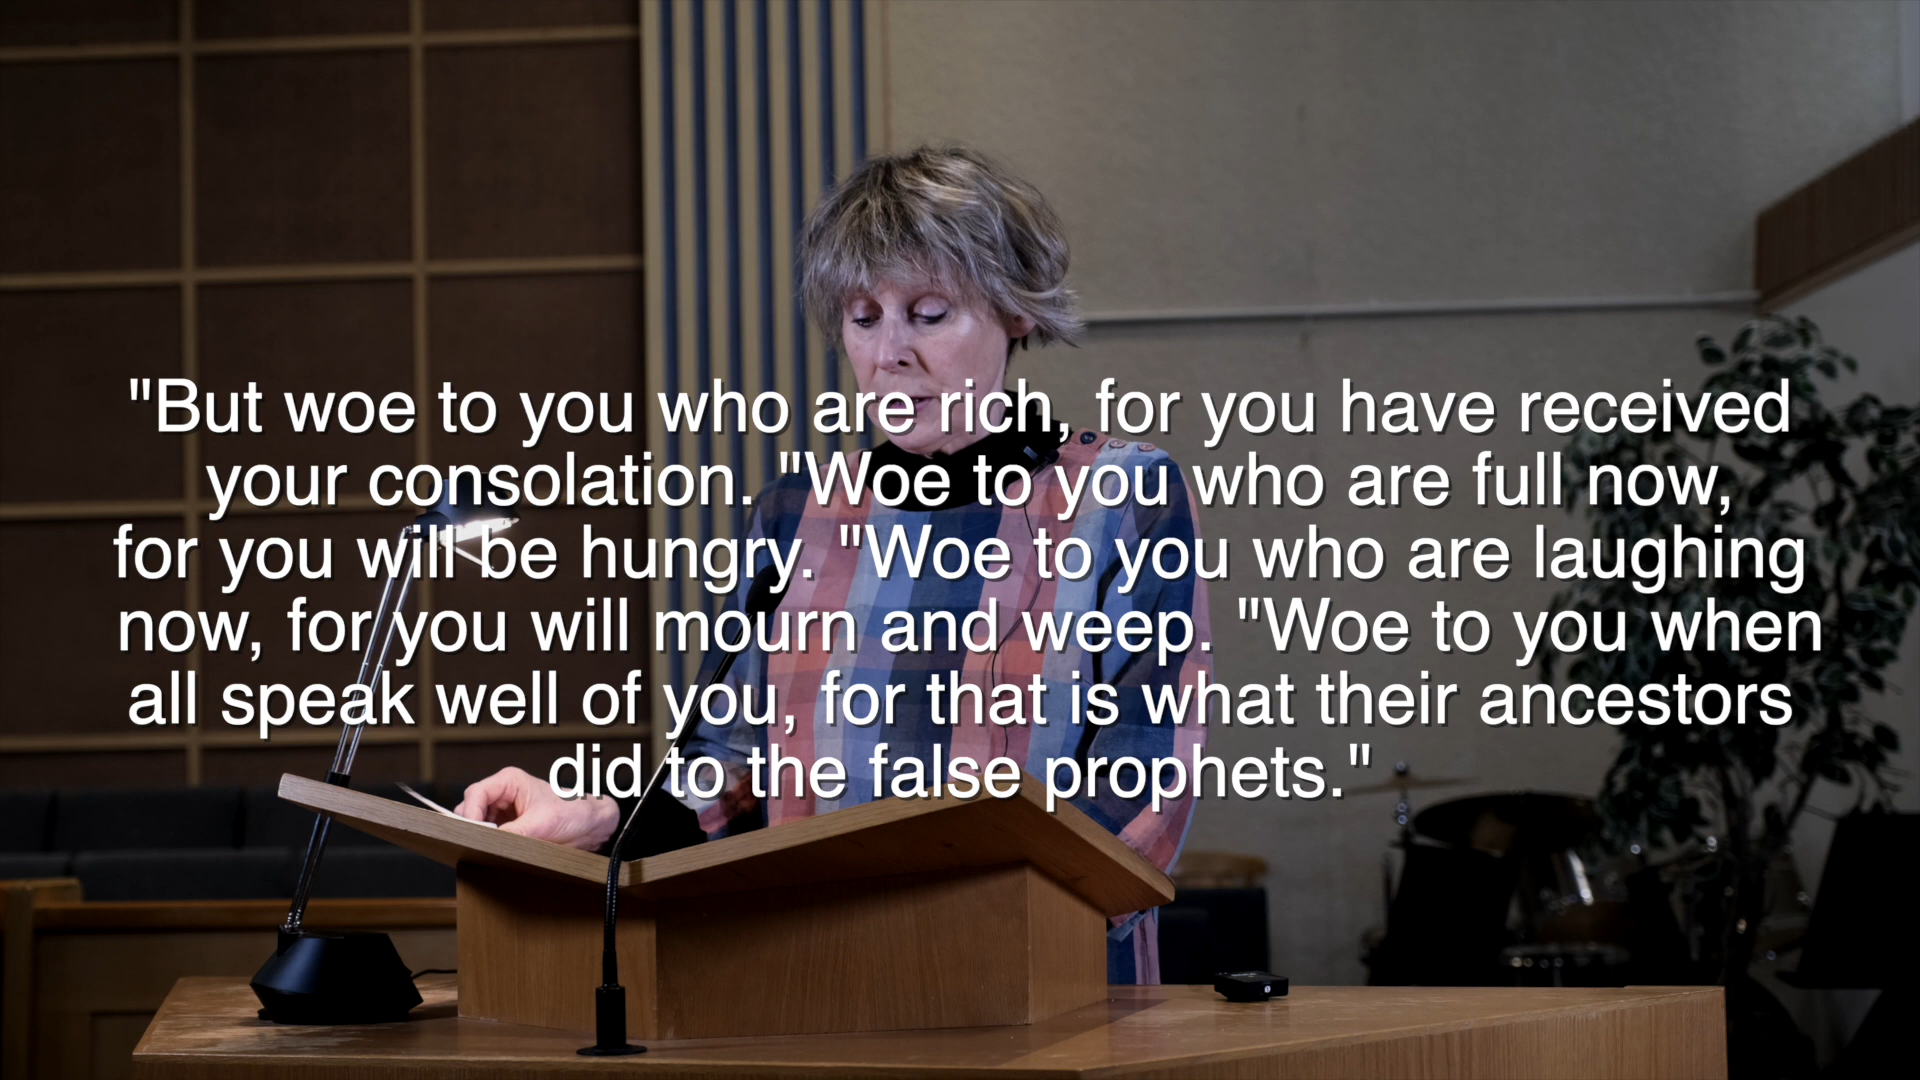 "But woe to you who are rich, for you have received
your consolation. "Woe to you who are full now,
for you will be hungry. "Woe to you who are laughing
now, for you will mourn and weep. "Woe to you when
all speak well of you, for that is what their ancestors
did to the false prophets."